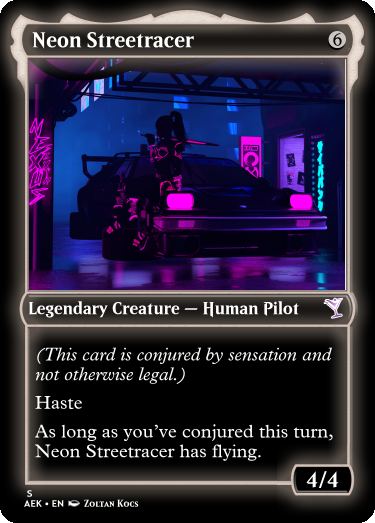 Neon Streetracer
6
Legendary Creature — Human Pilot
(This card is conjured by sensation and
not otherwise legal.)
Haste
As long as you’ve conjured this turn,
Neon Streetracer has flying.
4/4
S
AEK • EN Zoltan Kocs